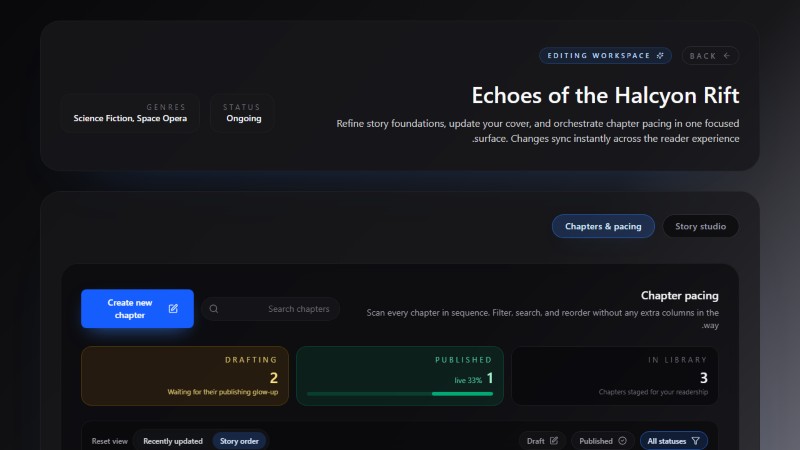 BACK
EDITING WORKSPACE
Echoes of the Halcyon Rift
Refine story foundations, update your cover, and orchestrate chapter pacing in one focused
.surface. Changes sync instantly across the reader experience
STATUS
Ongoing
GENRES
Science Fiction, Space Opera
Story studio
Chapters & pacing
Chapter pacing
Scan every chapter in sequence. Filter, search, and reorder without any extra columns in the
.way
Search chapters
Create new
chapter
IN LIBRARY
3
Chapters staged for your readership
PUBLISHED
live 33% 1
DRAFTING
2
Waiting for their publishing glow-up
All statuses
Published
Draft
Story order
Recently updated
Reset view